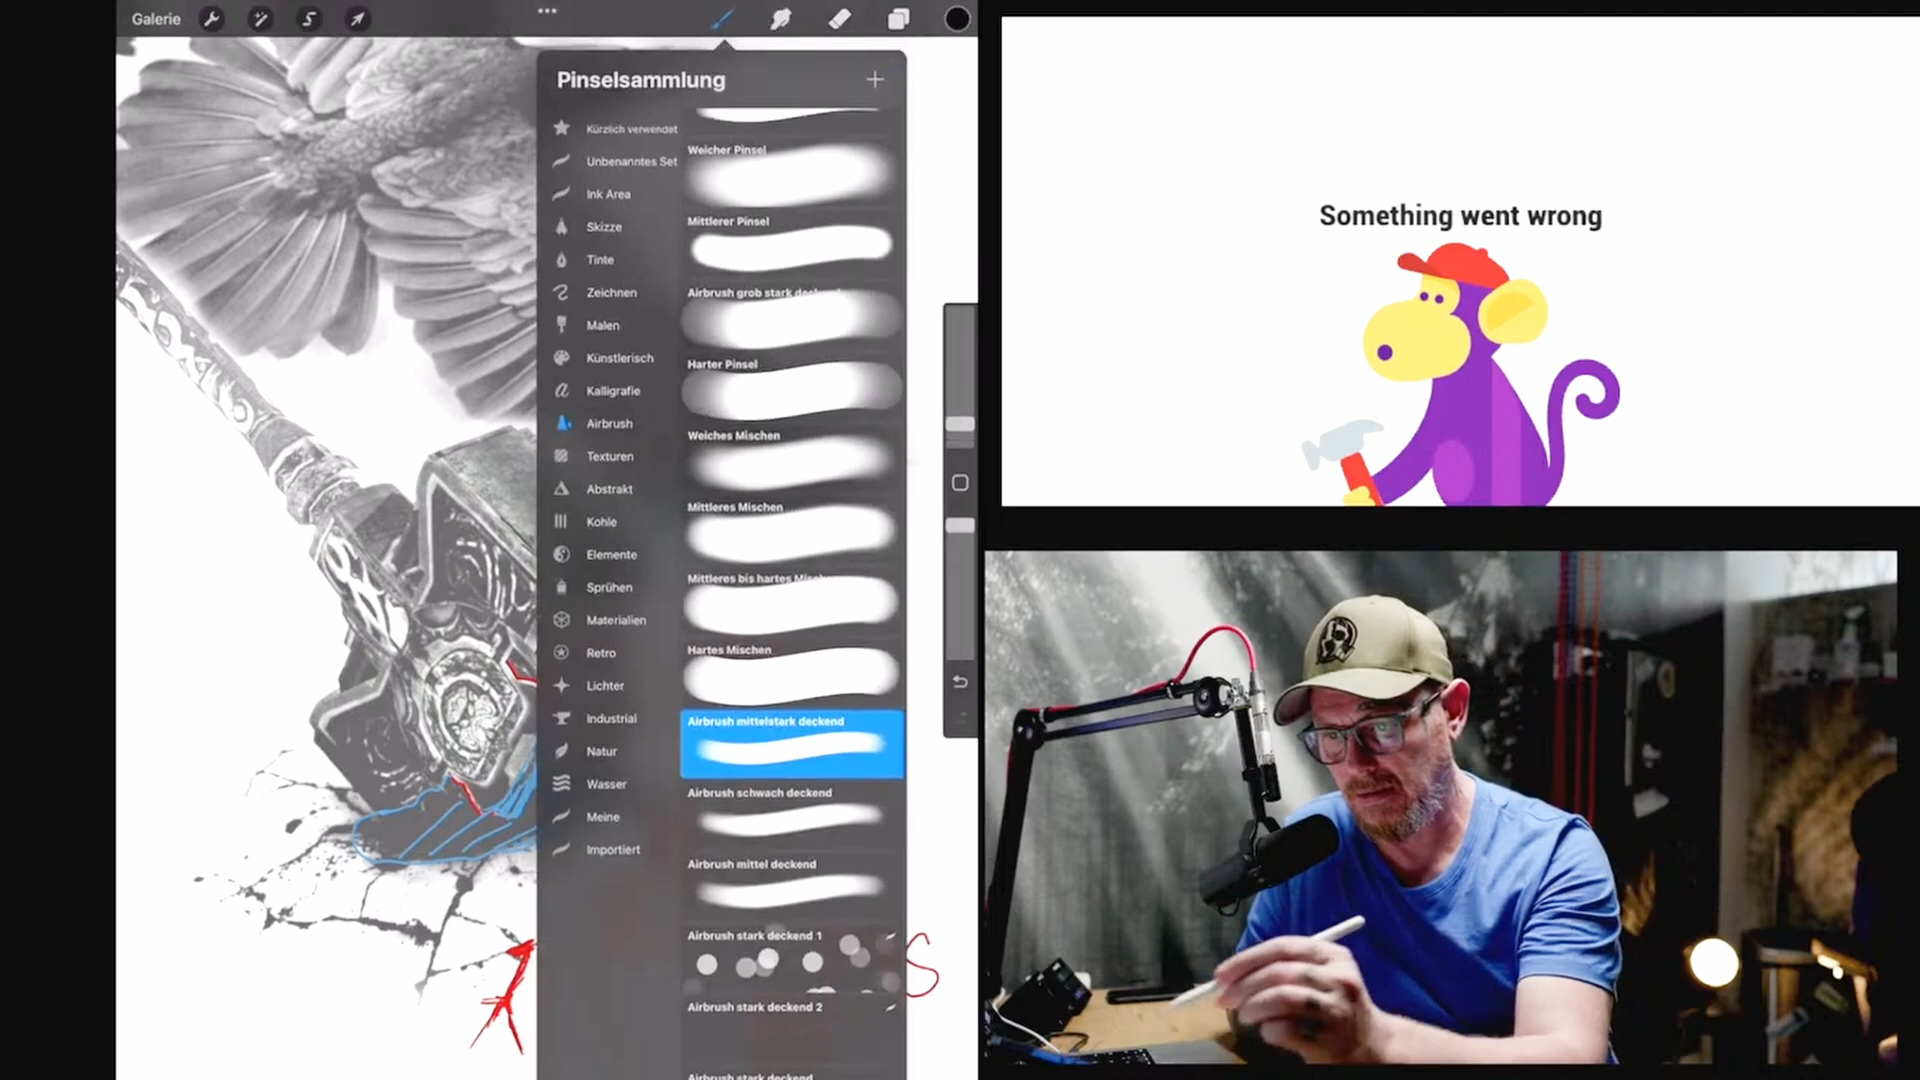 Galerie
Pinselsammlung
Kürzlich verwendet
Unbenanntes Set
Ink Area
Skizze
Tinte
Zeichnen
Malen
Künstlerisch
Kalligrafie
Airbrush
Texturen
Abstrakt
Kohle
Elemente
Sprühen
Materialien
Retro
Lichter
Industrial
Natur
Wasser
Meine
Importiert
Weicher Pinsel
Mittlerer Pinsel
Airbrush grob stark
Harter Pinsel
Weiches Mischen
Mittleres Mischen
Mittleres bis hartes
Hartes Mischen
Airbrush mittelstark deckend
Airbrush schwach deckend
Airbrush mittel deckend
Airbrush stark deckend 1
Airbrush stark deckend 2
Airbrush stark deckend
S
Something went wrong